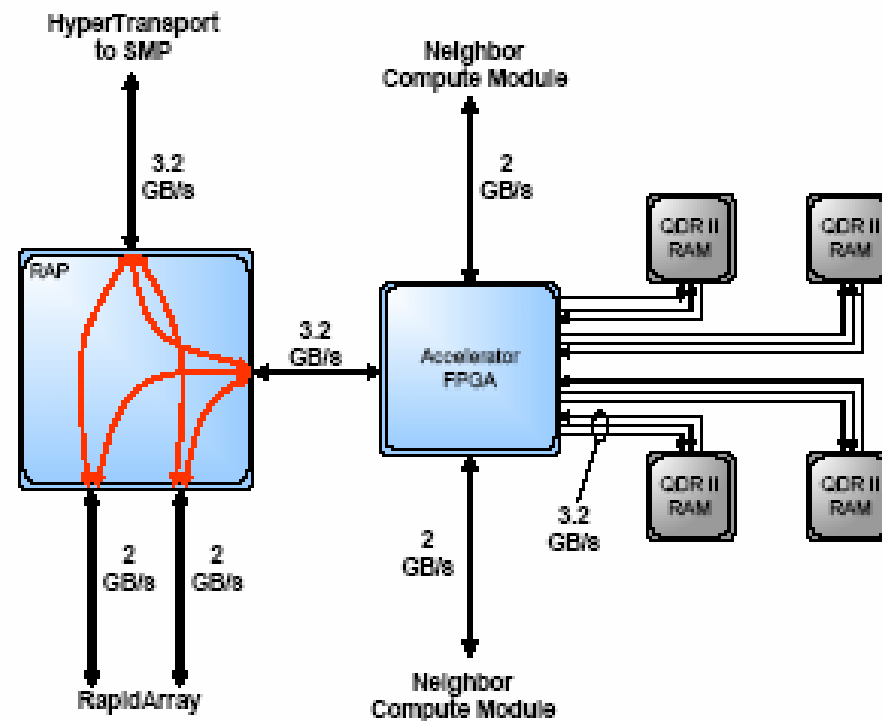 HyperTransport
to SMP
Neighbor
Compute Module
3.2
GB/s
2
GB/s
QDR II
RAM
QDR II
RAM
RAP
3.2
GB/s
Accelerator
FPGA
QDR II
RAM
QDR II
RAM
3.2
GB/s
2
GB/s
2
GB/s
2
GB/s
RapidArray
Neighbor
Compute Module